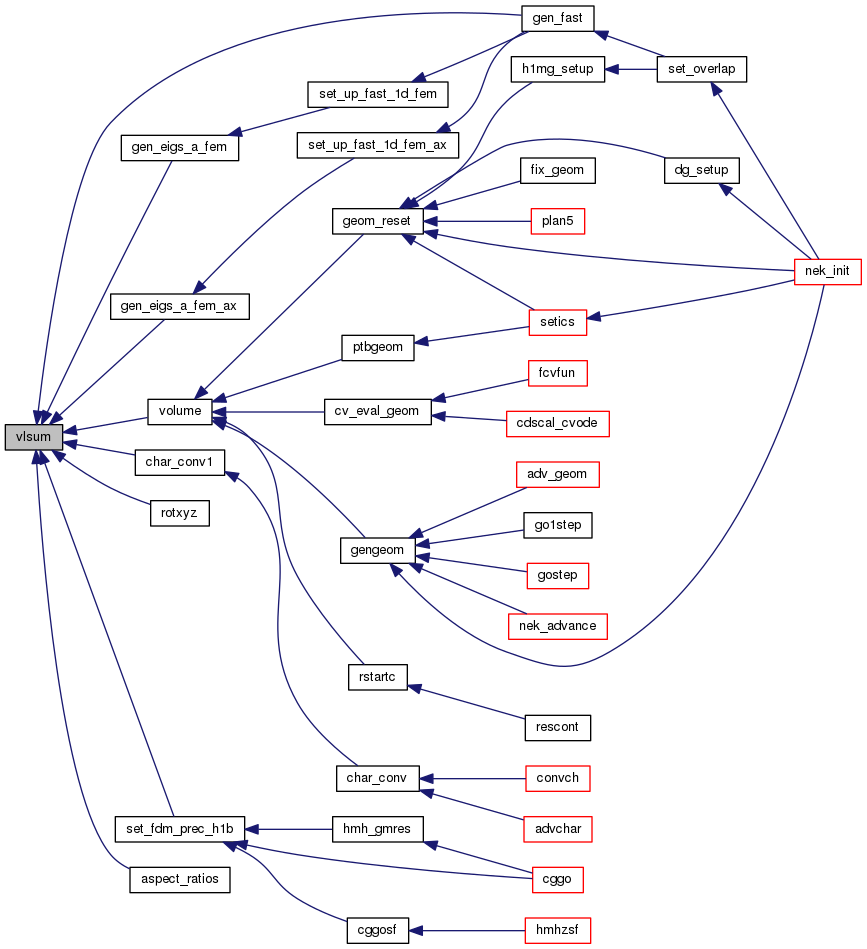 gen_fast
h1mg_setup
set_overlap
set_up_fast_1d_fem
gen_eigs_a_fem
set_up_fast_1d_fem_ax
fix_geom
dg_setup
geom_reset
plan5
nek_init
gen_eigs_a_fem_ax
setics
ptbgeom
fcvfun
volume
cv_eval_geom
cdscal_cvode
vlsum
char_conv1
adv_geom
rotxyz
go1step
gengeom
gostep
nek_advance
rstartc
rescont
char_conv
convch
set_fdm_prec_h1b
hmh_gmres
advchar
aspect_ratios
cggo
cggosf
hmhzsf